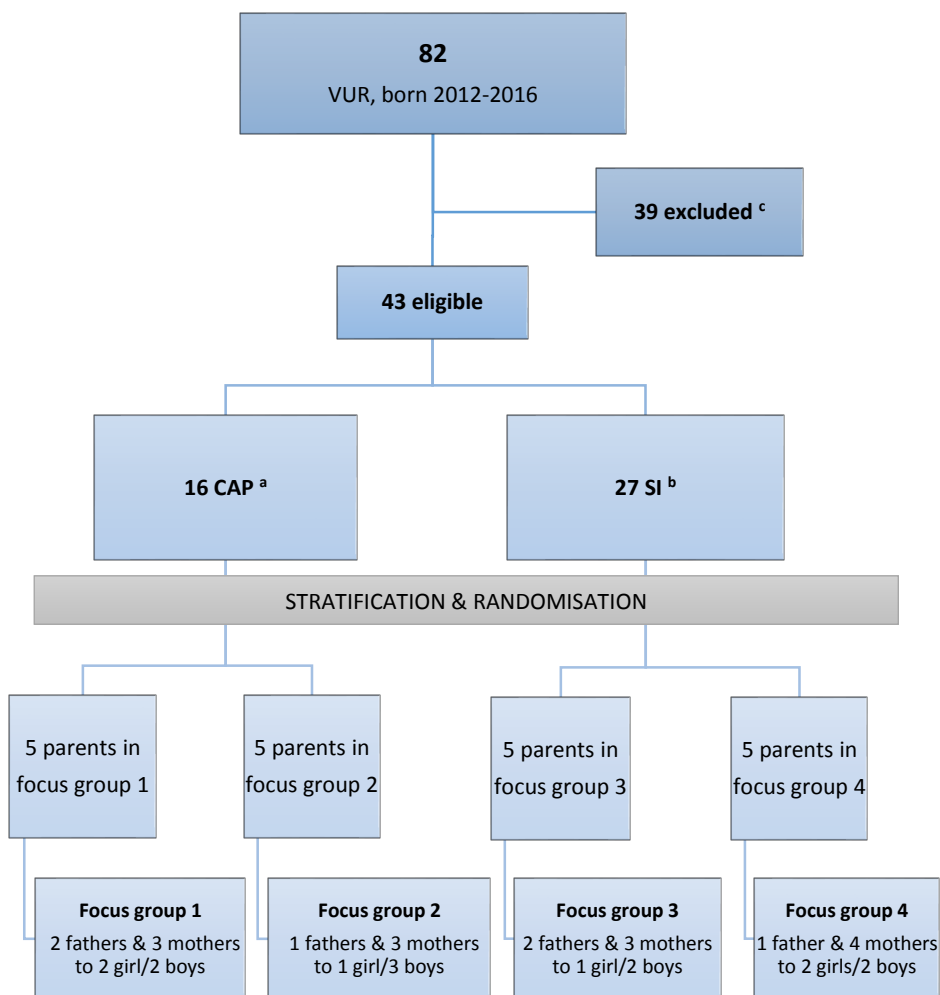 82
VUR, born 2012-2016
39 excluded c
43 eligible
16 CAP a
27 SI b
STRATIFICATION & RANDOMISATION
5 parents in
focus group 1
5 parents in
focus group 2
5 parents in
focus group 3
5 parents in
focus group 4
Focus group 1
2 fathers & 3 mothers
to 2 girl/2 boys
Focus group 2
1 fathers & 3 mothers
to 1 girl/3 boys
Focus group 3
2 fathers & 3 mothers
to 1 girl/2 boys
Focus group 4
1 father & 4 mothers
to 2 girls/2 boys